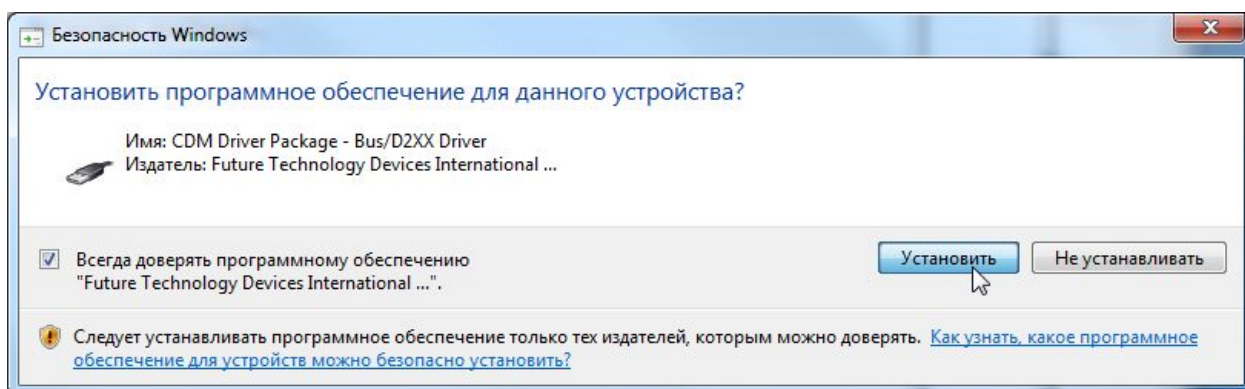 Безопасность Windows
Установить программное обеспечение для данного устройства?
Имя: CDM Driver Package - Bus/D2XX Driver
Издатель: Future Technology Devices International ...
Всегда доверять программному обеспечению
"Future Technology Devices International ...".
Установить
Не устанавливать
Следует устанавливать программное обеспечение только тех издателей, которым можно доверять. Как узнать, какое программное
обеспечение для устройств можно безопасно установить?